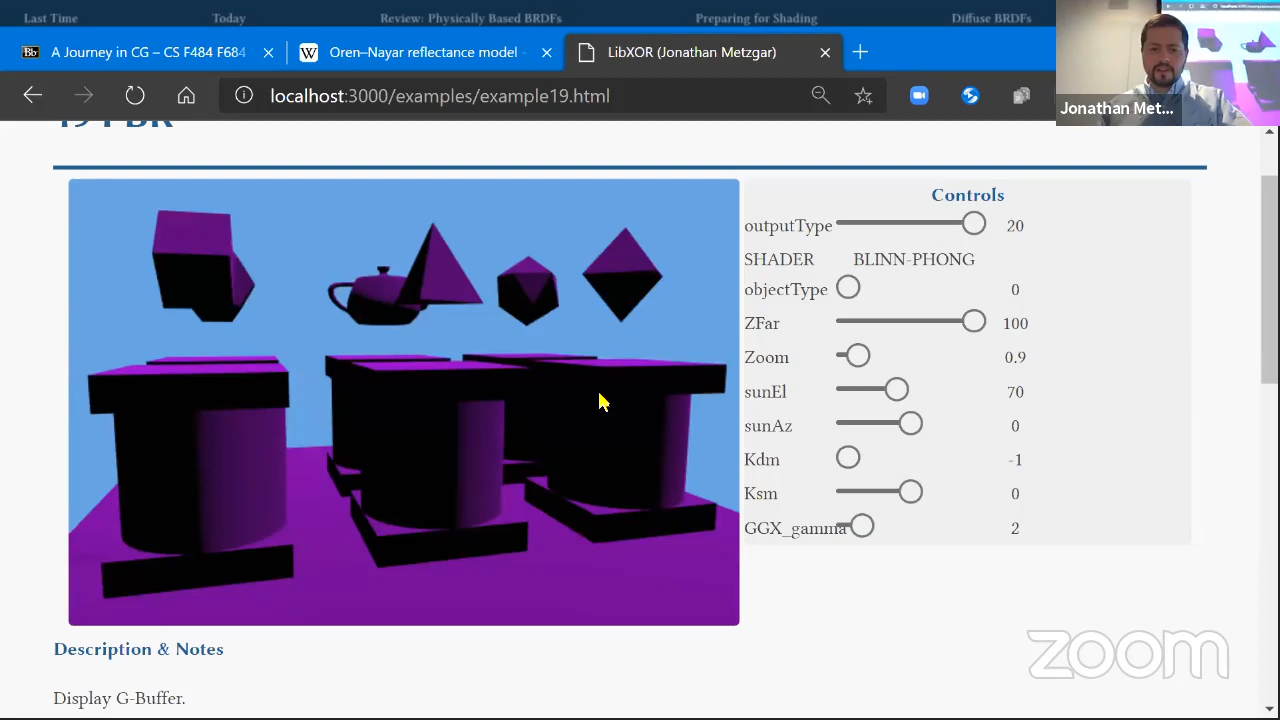 Last Time Today Review: Physically Based BRDFs Preparing for Shading Diffuse BRDFs
A Journey in CG – CS F484 F684
Oren–Nayar reflectance model -
LibXOR (Jonathan Metzgar)
localhost:3000/examples/example19.html
Jonathan Met...
19 PBR
Controls
outputType 20
SHADER BLINN-PHONG
objectType 0
ZFar 100
Zoom 0.9
sunEl 70
sunAz 0
Kdm -1
Ksm 0
GGX_gamma 2
Description & Notes
Display G-Buffer.
zoom